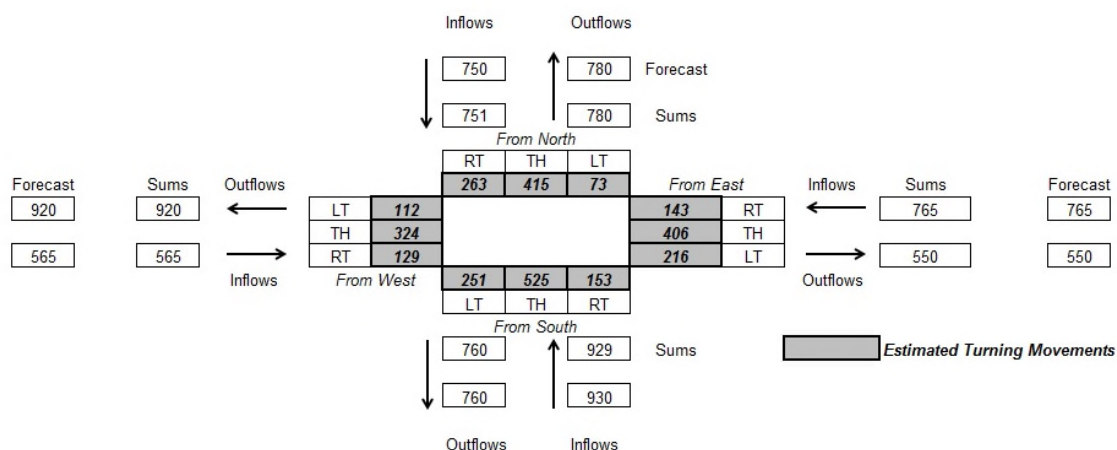 Inflows Outflows
750 780 Forecast
751 780 Sums
From North
RT TH LT
Forecast Sums Outflows 263 415 73 From East Inflows Sums Forecast
920 920 LT 112 143 RT 765 765
TH 324 406 TH
565 565 RT 129 216 LT 550 550
Inflows From West 251 525 153 Outflows
LT TH RT
From South
760 929 Sums Estimated Turning Movements
760 930
Outflows Inflows